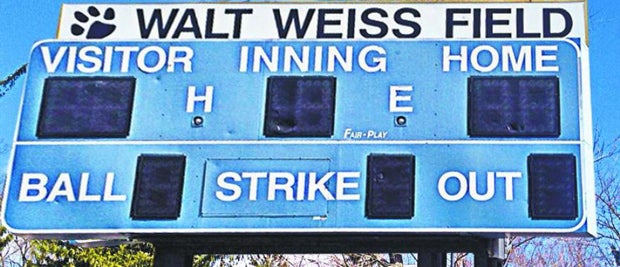 WALT WEISS FIELD
VISITOR INNING HOME
H E
FAIR-PLAY
BALL STRIKE OUT